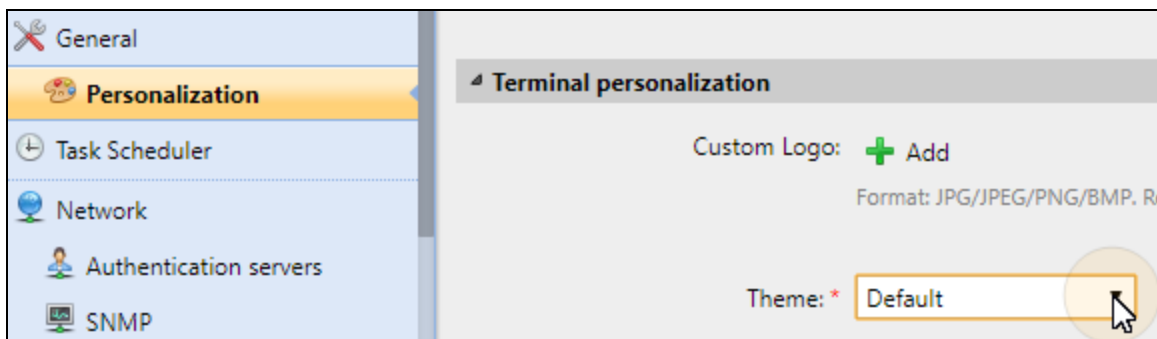 General
Personalization
Task Scheduler
Network
Authentication servers
SNMP
Terminal personalization
Custom Logo: Add
Format: JPG/JPEG/PNG/BMP.
Theme: * Default